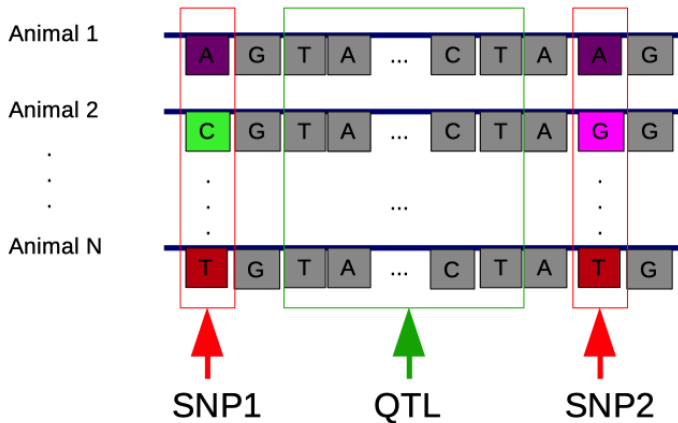 Animal 1 A G T A ... C T A A G
Animal 2 C G T A ... C T A G G
...
Animal N T G T A ... C T A T G
SNP1 QTL SNP2